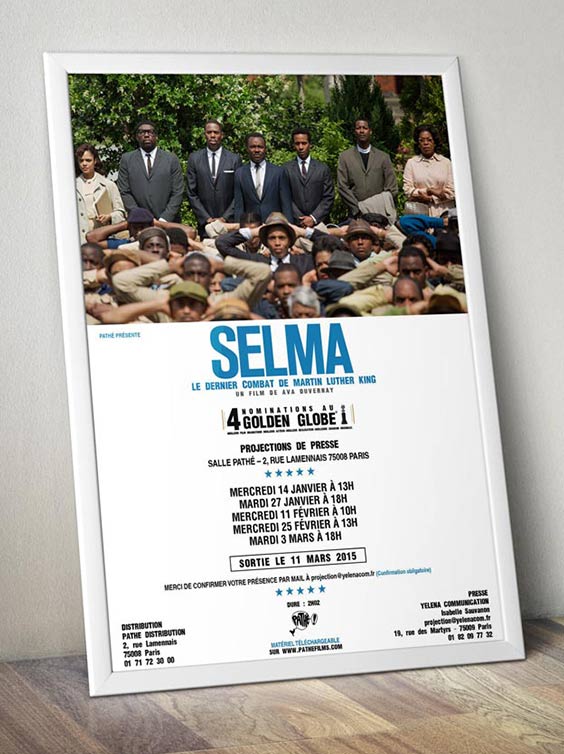 PATHÉ PRÉSENTE
SELMA
LE DERNIER COMBAT DE MARTIN LUTHER KING
UN FILM DE AVA DUVERNAY
4 NOMINATIONS AU
GOLDEN GLOBE
PROJECTIONS DE PRESSE
SALLE PATHÉ – 2, RUE LAMENNAIS 75008 PARIS
MERCREDI 14 JANVIER À 13H
MARDI 27 JANVIER À 18H
MERCREDI 11 FÉVRIER À 10H
MERCREDI 25 FÉVRIER À 13H
MARDI 3 MARS À 18H
SORTIE LE 11 MARS 2015
MERCI DE CONFIRMER VOTRE PRÉSENCE PAR MAIL À projection@yelenacom.fr (Confirmation obligatoire)
DURÉE : 2H02
PATHÉ!
MATÉRIEL TÉLÉCHARGEABLE
SUR WWW.PATHEFILMS.COM
DISTRIBUTION
PATHE DISTRIBUTION
2, rue Lamennais
75008 Paris
01 71 72 30 00
PRESSE
YELENA COMMUNICATION
Isabelle Sauvanon
projection@yelenacom.fr
19, rue des Martyrs - 75009 Paris
01 82 09 77 32